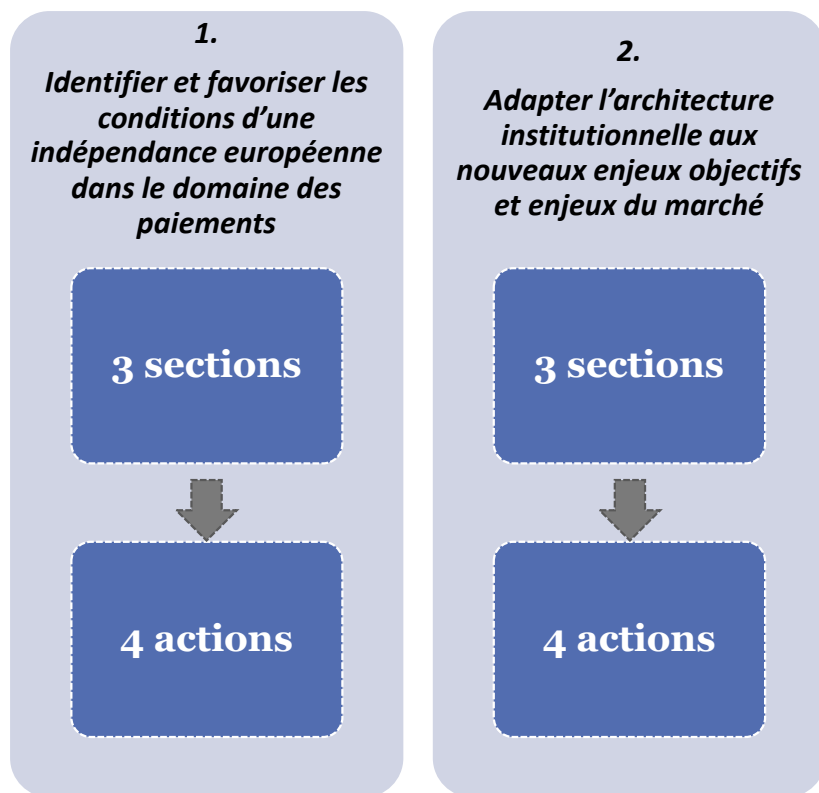 1.
Identifier et favoriser les
conditions d’une
indépendance européenne
dans le domaine des
paiements
3 sections
4 actions
2.
Adapter l’architecture
institutionnelle aux
nouveaux enjeux objectifs
et enjeux du marché
3 sections
4 actions